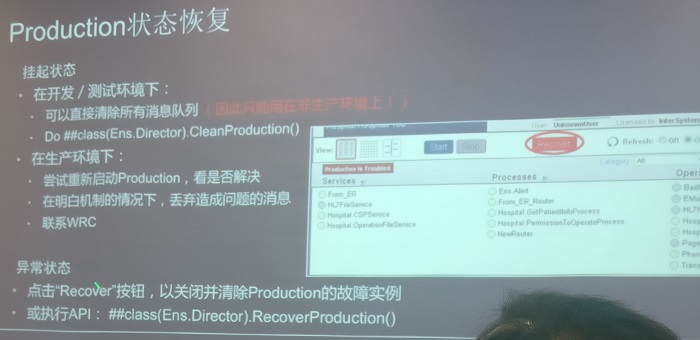 Production状态恢复
挂起状态
• 在开发/测试环境下：
• 可以直接清除所有消息队列（因此只能用在非生产环境上！）
• Do ##class(Ens.Director).CleanProduction()
• 在生产环境下：
• 尝试重新启动Production，看是否解决
• 在明白机制的情况下，丢弃造成问题的消息
• 联系WRC
异常状态
• 点击“Recover”按钮，以关闭并清除Production的故障实例
• 或执行API： ##class(Ens.Director).RecoverProduction()
User: UnknownUser Licensed to: InterSystem
View: Start Stop Recover Refresh: Off
Category: All
Production is Troubled
Services Processes Oper
From_ER Ens.Alert
HL7FileService From_ER_Router EMa
Hospital.CSPService Hospital.GetPatientInfoProcess HL7F
Hospital.OperationFileService Hospital.PermissionToOperateProcess Hosp
NewRouter Hosp
Page
Phar
Trans